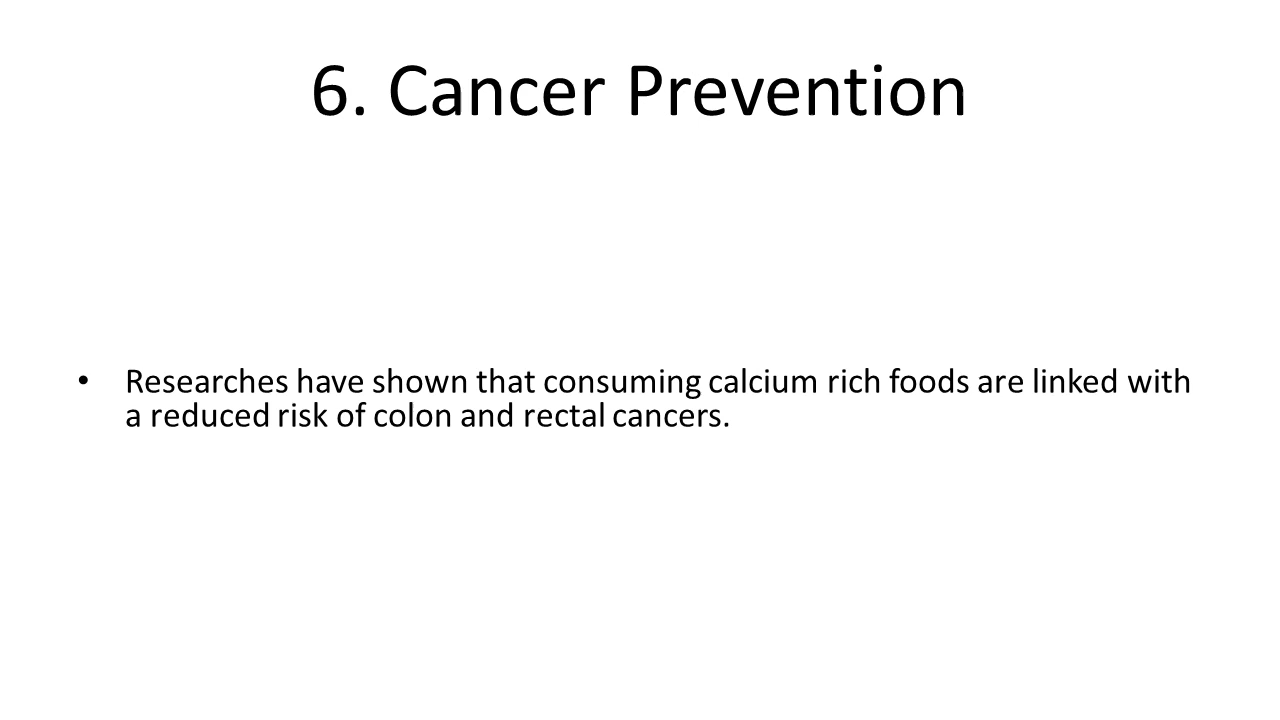 6. Cancer Prevention
• Researches have shown that consuming calcium rich foods are linked with
a reduced risk of colon and rectal cancers.